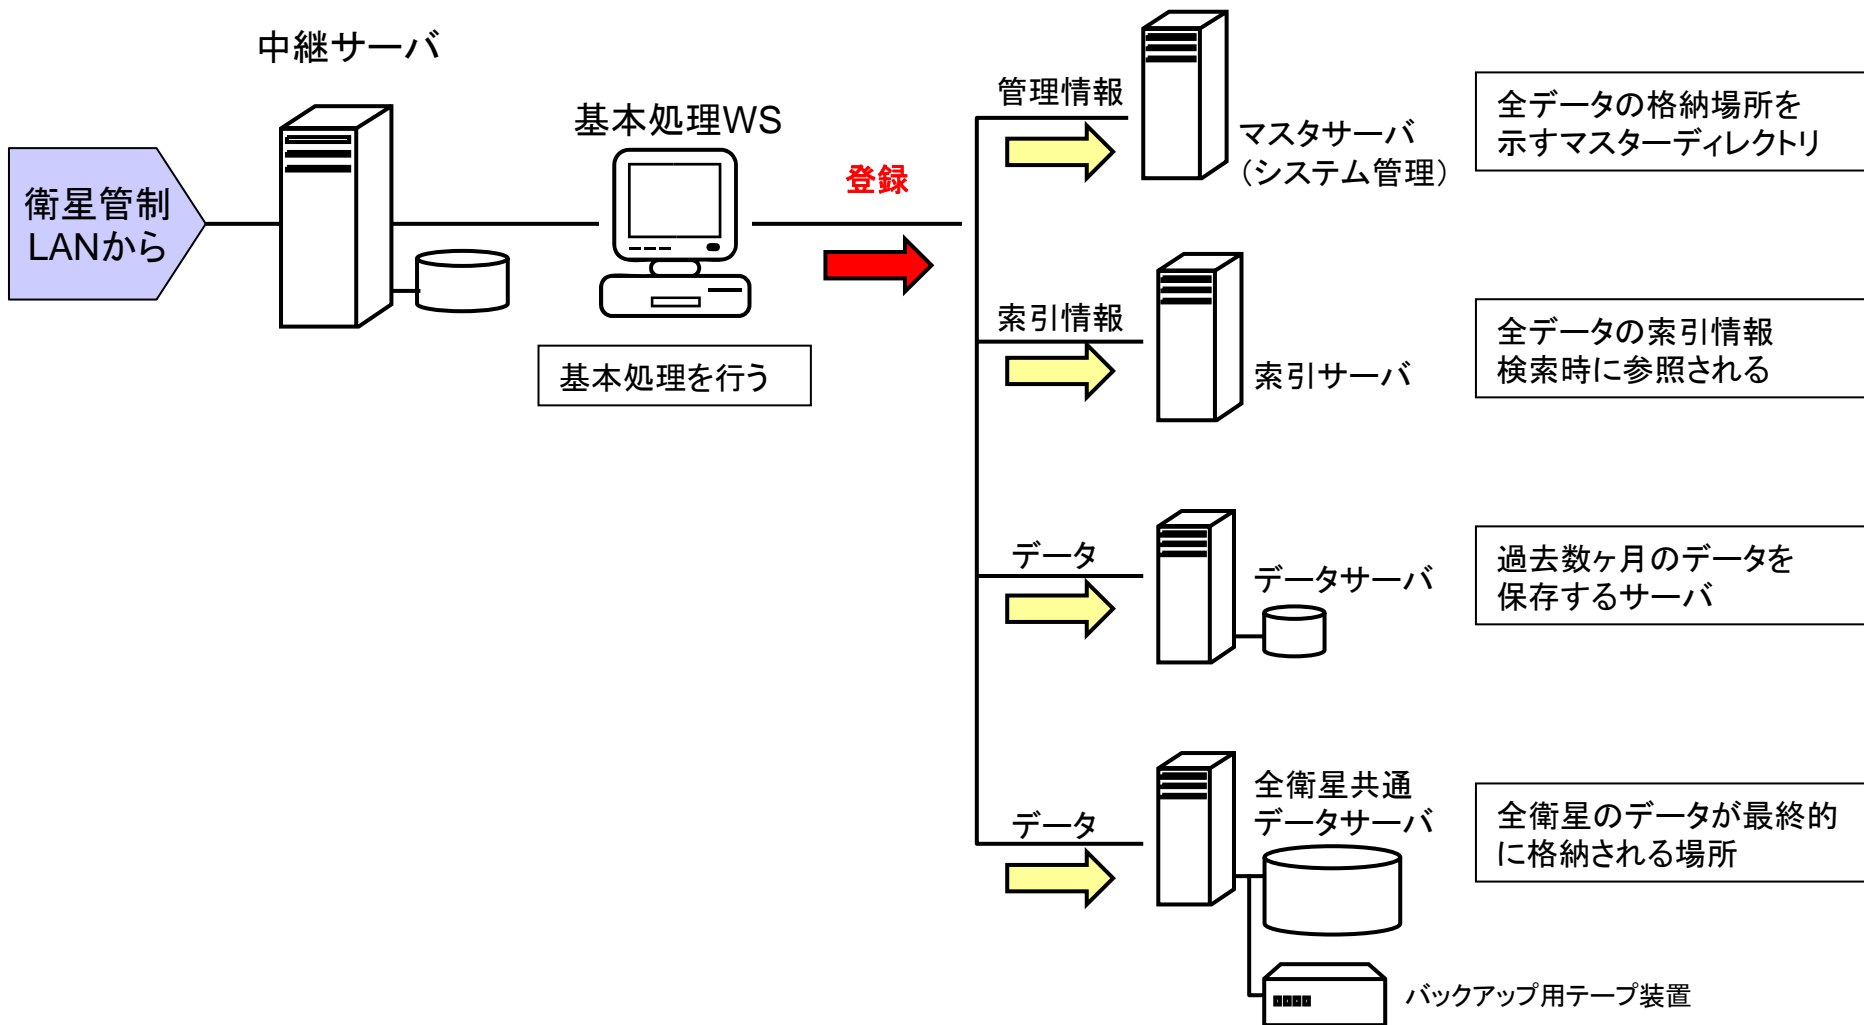 中継サーバ
衛星管制
LANから
基本処理WS
基本処理を行う
登録
管理情報
マスタサーバ
（システム管理）
全データの格納場所を
示すマスターディレクトリ
索引情報
索引サーバ
全データの索引情報
検索時に参照される
データ
データサーバ
過去数ヶ月のデータを
保存するサーバ
データ
全衛星共通
データサーバ
全衛星のデータが最終的
に格納される場所
バックアップ用テープ装置